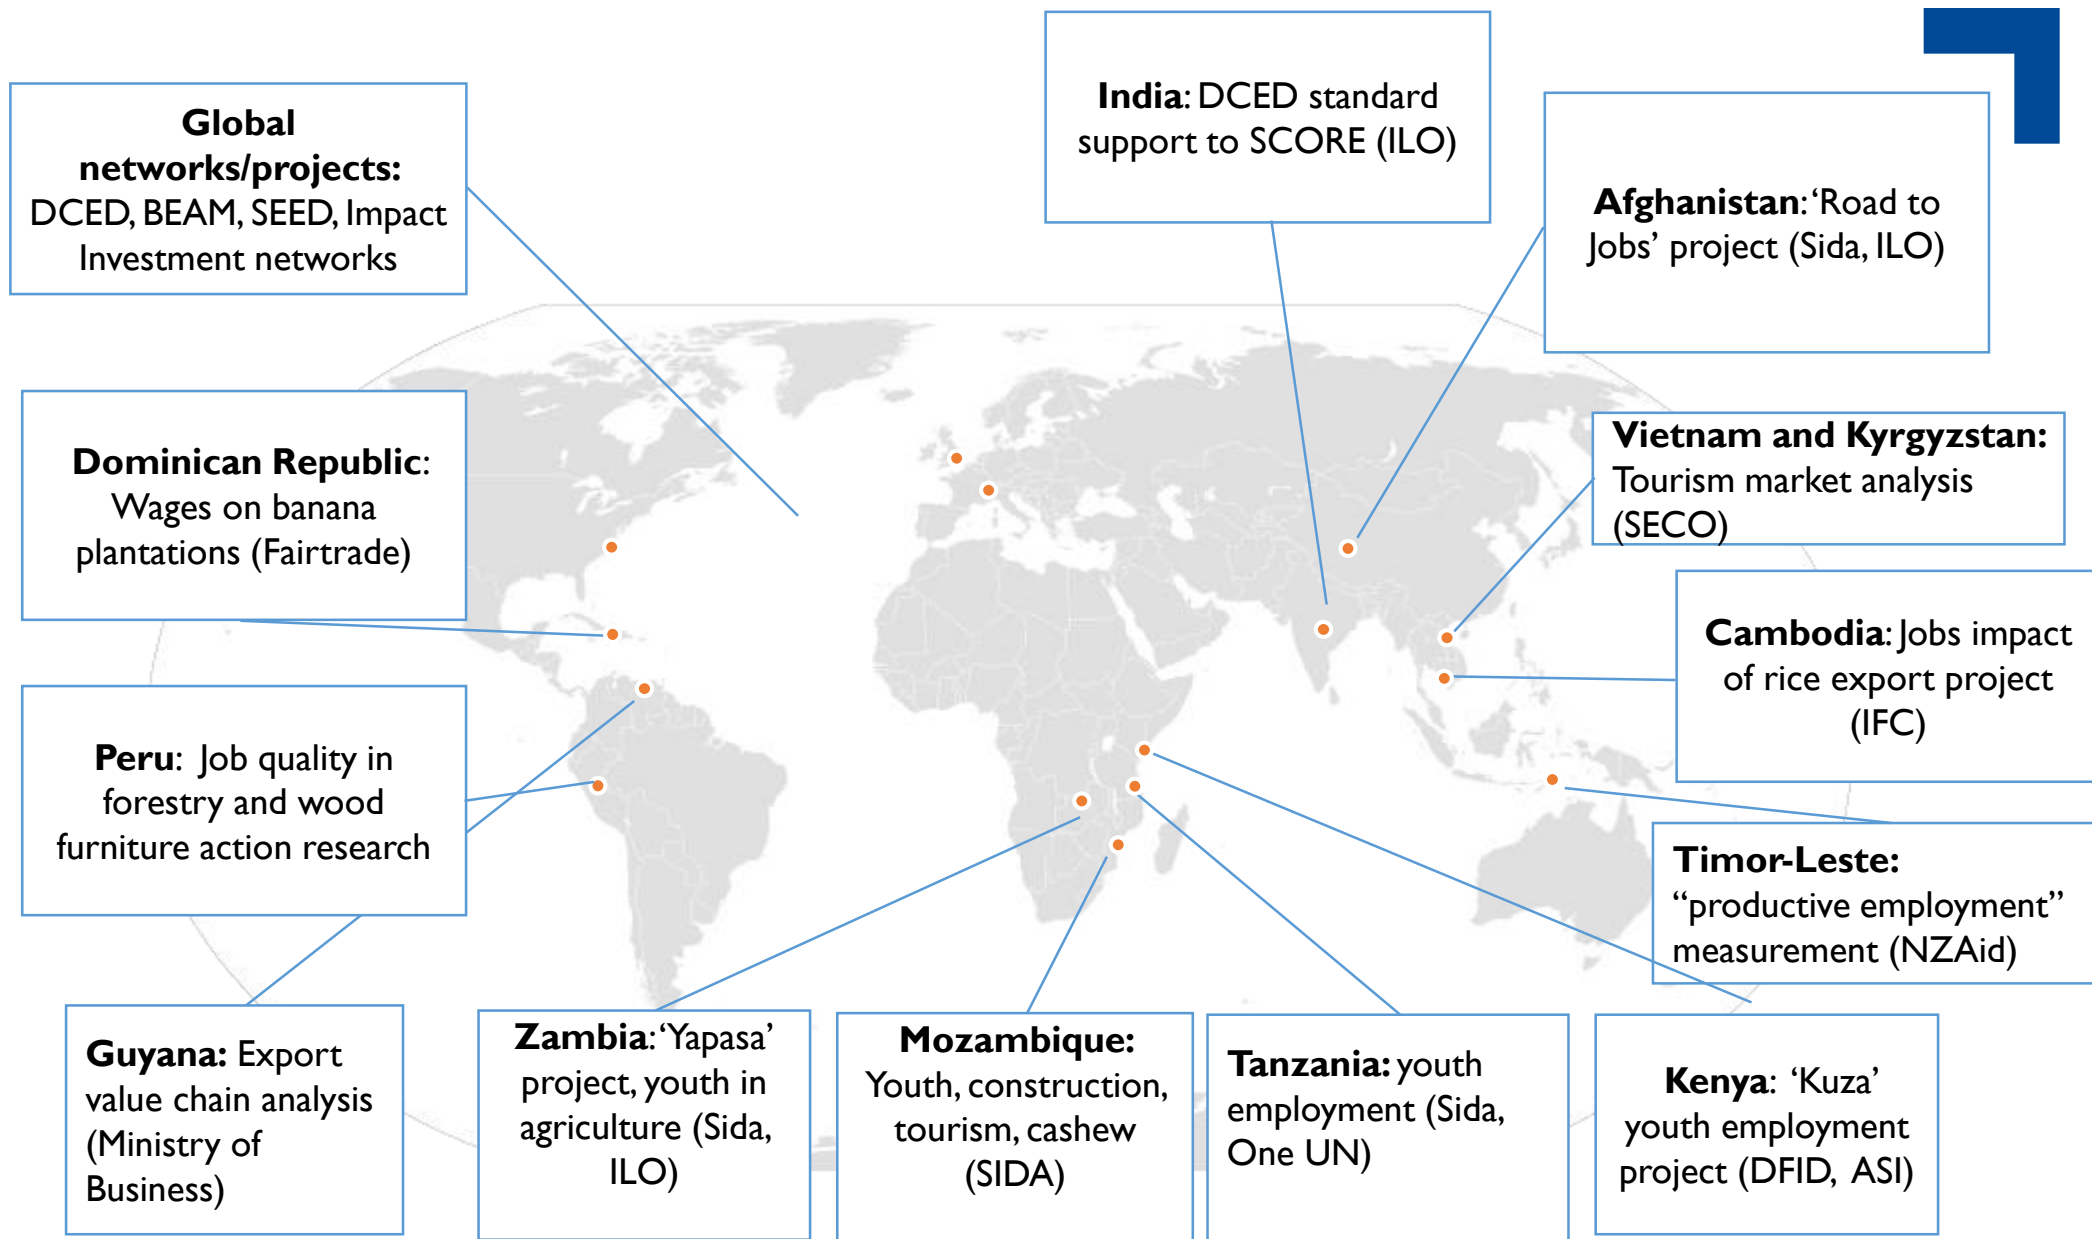 Global
networks/projects:
DCED, BEAM, SEED, Impact
Investment networks
India: DCED standard
support to SCORE (ILO)
Afghanistan: ‘Road to
Jobs’ project (Sida, ILO)
Dominican Republic:
Wages on banana
plantations (Fairtrade)
Vietnam and Kyrgyzstan:
Tourism market analysis
(SECO)
Cambodia: Jobs impact
of rice export project
(IFC)
Peru: Job quality in
forestry and wood
furniture action research
Timor-Leste:
“productive employment”
measurement (NZAid)
Guyana: Export
value chain analysis
(Ministry of
Business)
Zambia: ‘Yapasa’
project, youth in
agriculture (Sida,
ILO)
Mozambique:
Youth, construction,
tourism, cashew
(SIDA)
Tanzania: youth
employment (Sida,
One UN)
Kenya: ‘Kuza’
youth employment
project (DFID, ASI)